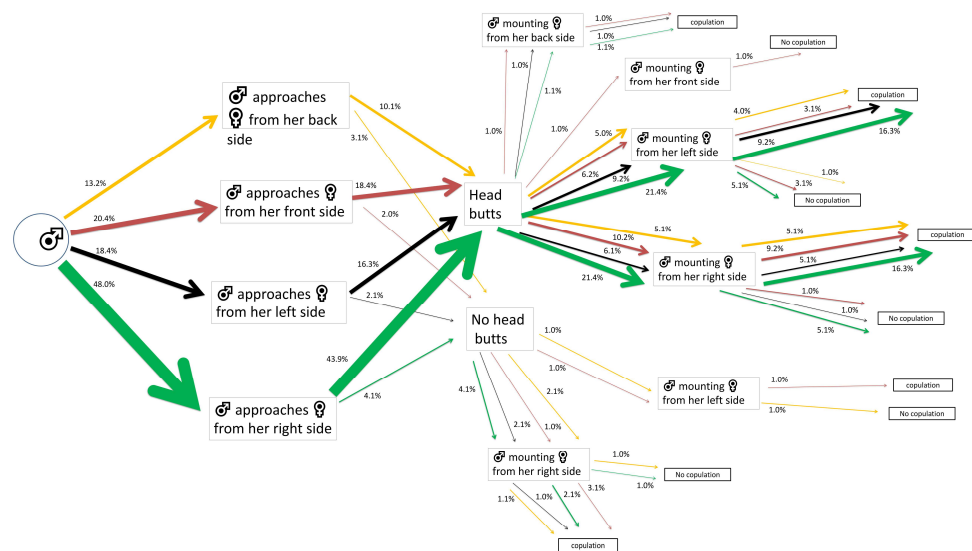 ♂ mounting ♀
from her back side
1.0%
1.0%
1.1%
copulation
No copulation
1.0%
♂ mounting ♀
from her front side
1.0%
1.1%
1.0%
1.0%
♂ approaches
♀ from her back
side
10.1%
3.1%
13.2%
♂ approaches ♀
from her front side
18.4%
2.0%
20.4%
♂
18.4%
48.0%
♂ approaches ♀
from her left side
16.3%
2.1%
♂ approaches ♀
from her right side
43.9%
4.1%
Head
butts
5.0%
6.2%
9.2%
21.4%
♂ mounting ♀
from her left side
4.0%
3.1%
9.2%
16.3%
copulation
1.0%
3.1%
5.1%
No copulation
5.1%
10.2%
6.1%
21.4%
♂ mounting ♀
from her right side
5.1%
9.2%
5.1%
16.3%
copulation
1.0%
1.0%
5.1%
No copulation
No head
butts
1.0%
1.0%
2.1%
4.1%
2.1%
1.0%
♂ mounting ♀
from her left side
1.0%
copulation
1.0%
No copulation
♂ mounting ♀
from her right side
1.0%
1.0%
No copulation
1.1%
1.0%
2.1%
3.1%
copulation